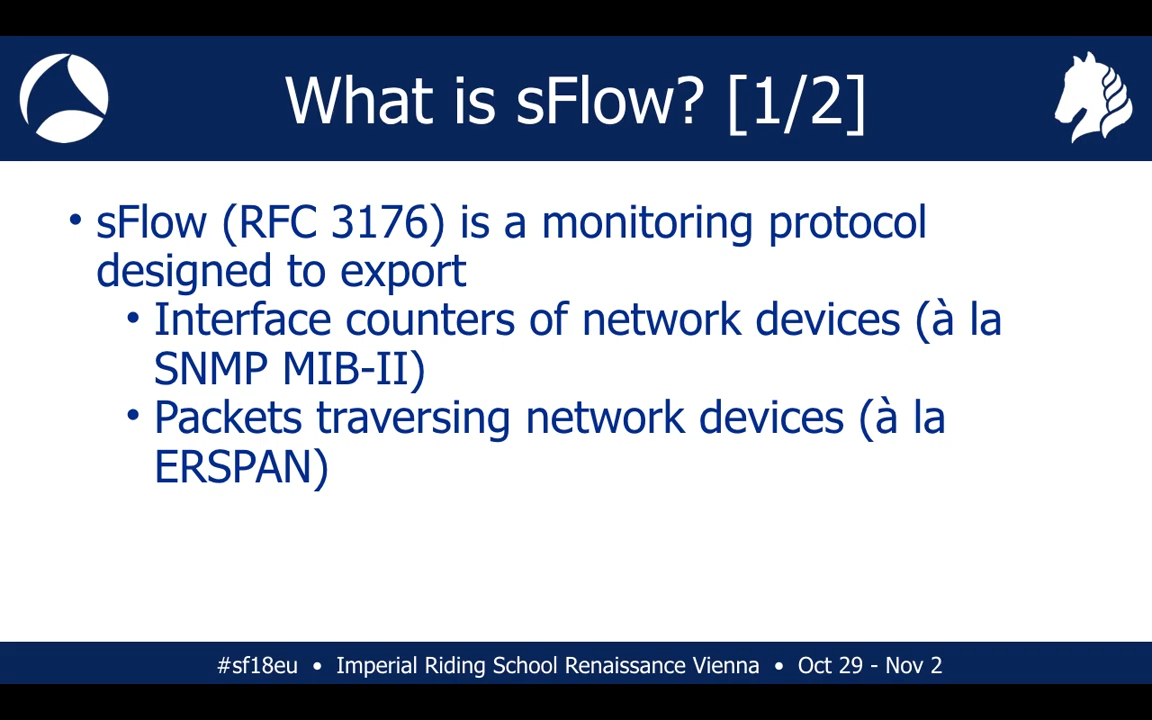 What is sFlow? [1/2]
• sFlow (RFC 3176) is a monitoring protocol
designed to export
• Interface counters of network devices (à la
SNMP MIB-II)
• Packets traversing network devices (à la
ERSPAN)
#sf18eu • Imperial Riding School Renaissance Vienna • Oct 29 - Nov 2